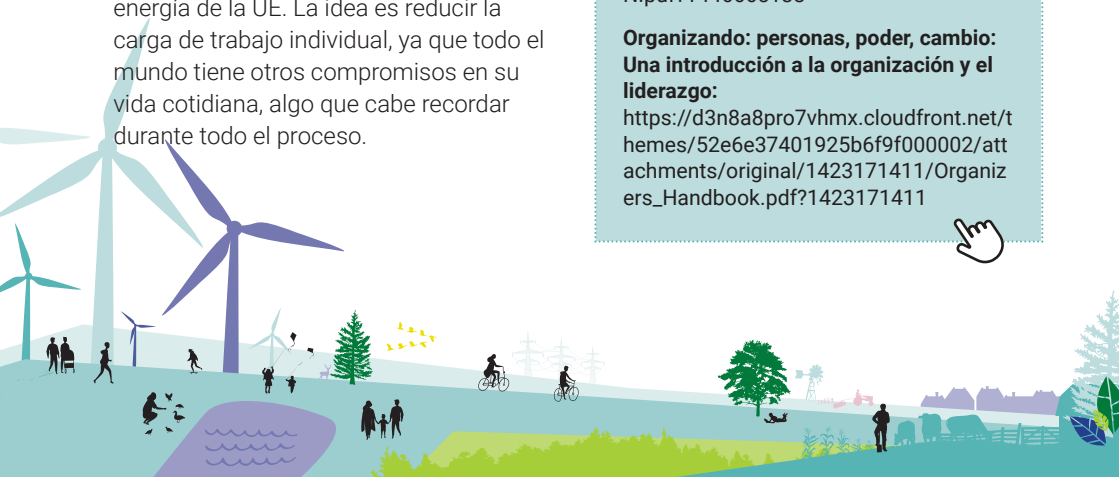 energía de la UE. La idea es reducir la
carga de trabajo individual, ya que todo el
mundo tiene otros compromisos en su
vida cotidiana, algo que cabe recordar
durante todo el proceso.
Organizando: personas, poder, cambio:
Una introducción a la organización y el
liderazgo:
https://d3n8a8pro7vhmx.cloudfront.net/t
hemes/52e6e37401925b6f9f000002/att
achments/original/1423171411/Organiz
ers_Handbook.pdf?1423171411